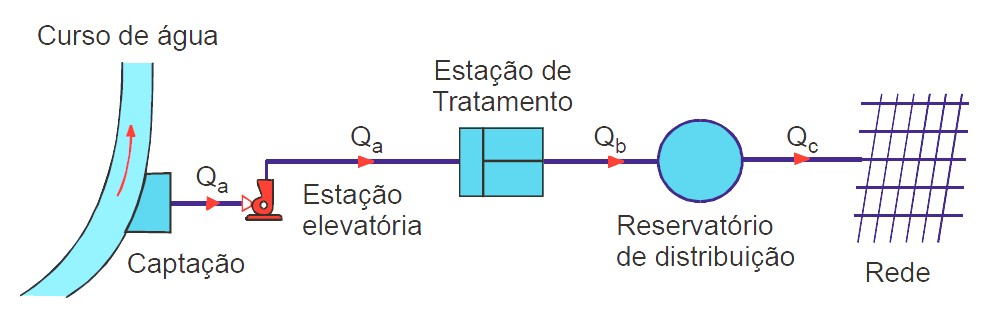 Curso de água
Estação de
Tratamento
Qa
Qa
Qb
Qc
Estação
elevatória
Captação
Reservatório
de distribuição
Rede